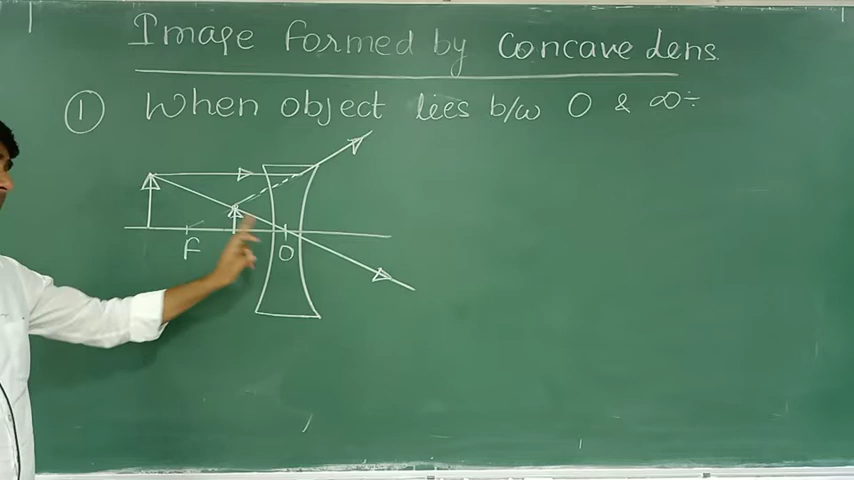 Image formed by Concave Lens
① When object lies b/w O & ∞ ÷
F
O